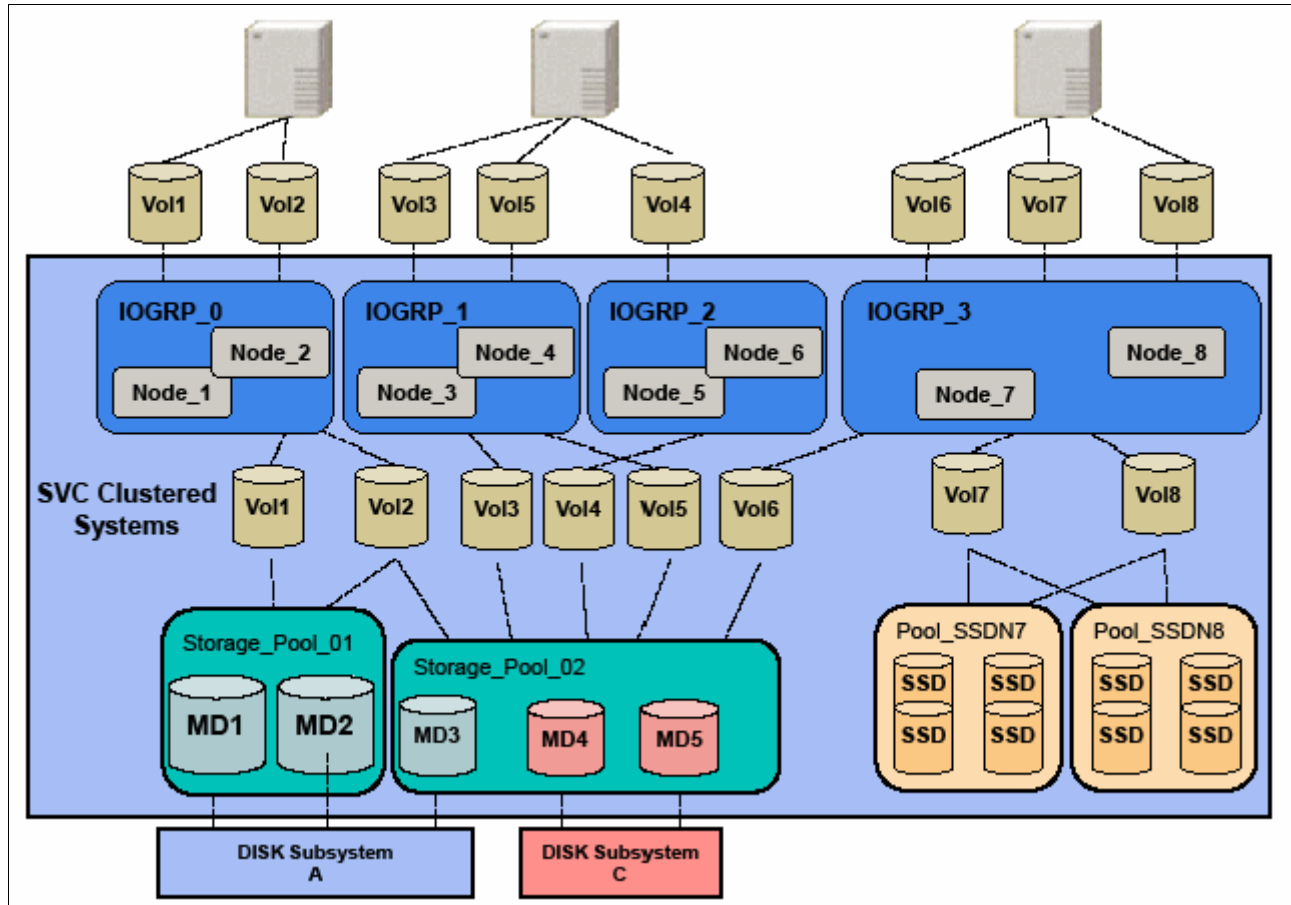 Vol1
Vol2
Vol3
Vol5
Vol4
Vol6
Vol7
Vol8
IOGRP_0
Node_2
Node_1
IOGRP_1
Node_4
Node_3
IOGRP_2
Node_6
Node_5
IOGRP_3
Node_8
Node_7
SVC Clustered
Systems
Vol1
Vol2
Vol3
Vol4
Vol5
Vol6
Vol7
Vol8
Storage_Pool_01
MD1
MD2
Storage_Pool_02
MD3
MD4
MD5
Pool_SSDN7
SSD
SSD
SSD
SSD
Pool_SSDN8
SSD
SSD
SSD
SSD
DISK Subsystem
A
DISK Subsystem
C